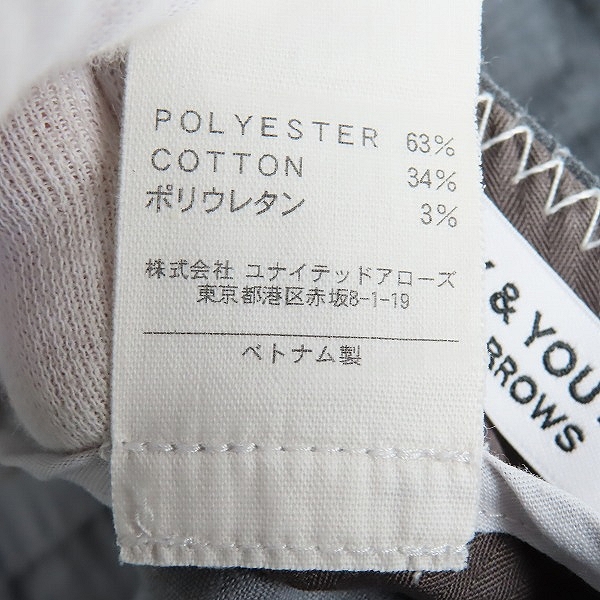 POLYESTER 63%
COTTON 34%
ポリウレタン 3%
株式会社 ユナイテッドアローズ
東京都港区赤坂8-1-19
ベトナム製
& YOU
RROWS